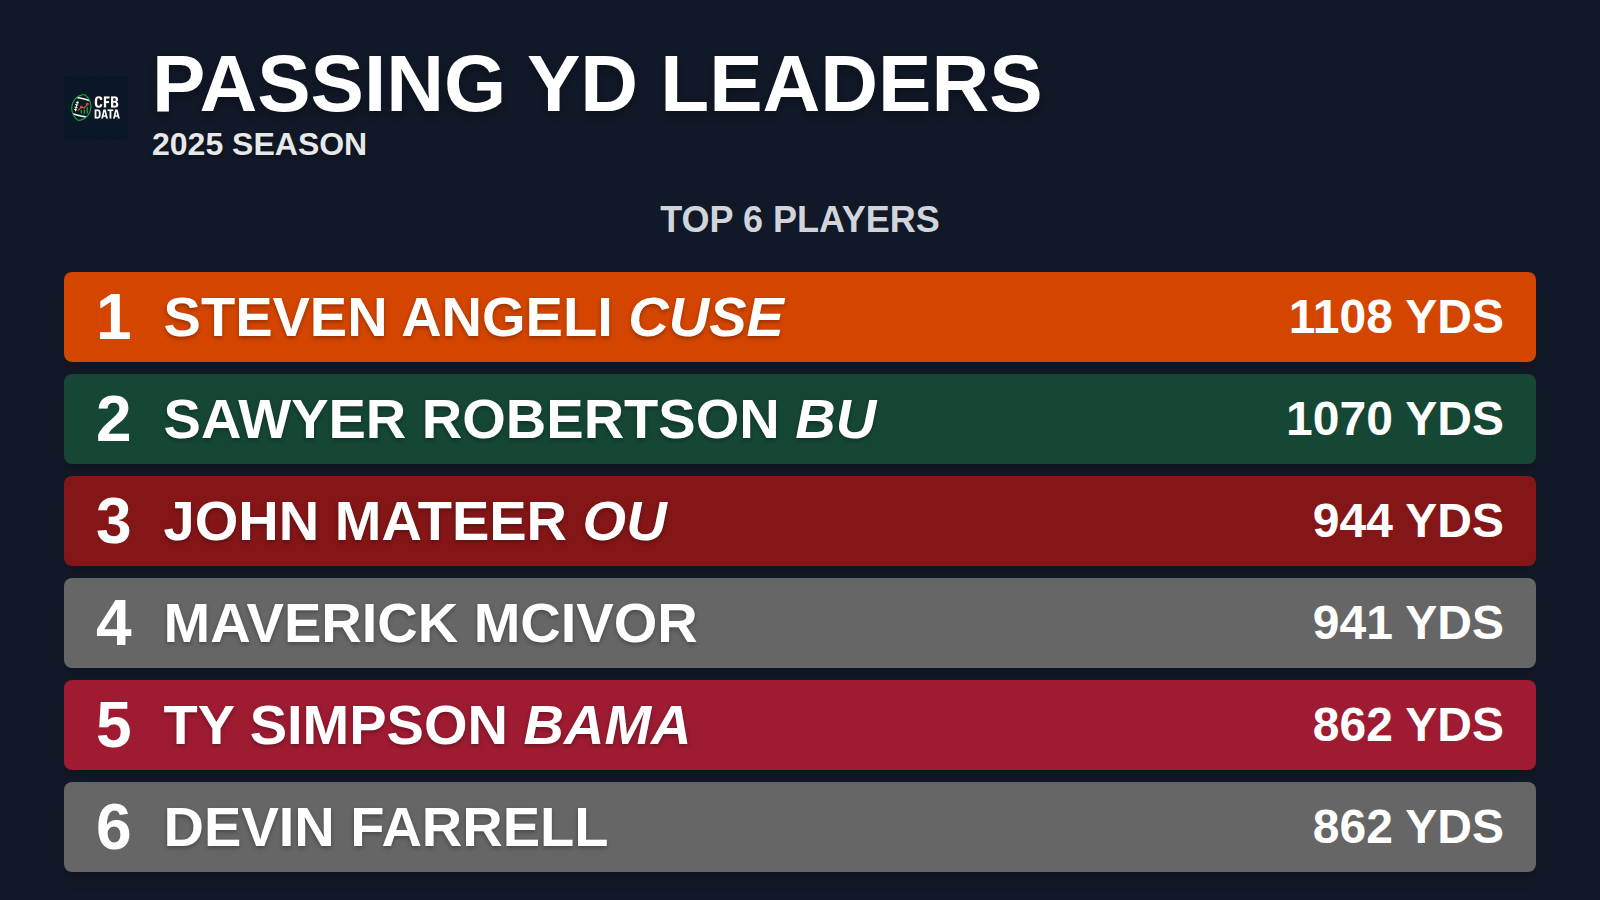 CFB
DATA
PASSING YD LEADERS
2025 SEASON
TOP 6 PLAYERS
1 STEVEN ANGELI CUSE 1108 YDS
2 SAWYER ROBERTSON BU 1070 YDS
3 JOHN MATEER OU 944 YDS
4 MAVERICK MCIVOR 941 YDS
5 TY SIMPSON BAMA 862 YDS
6 DEVIN FARRELL 862 YDS